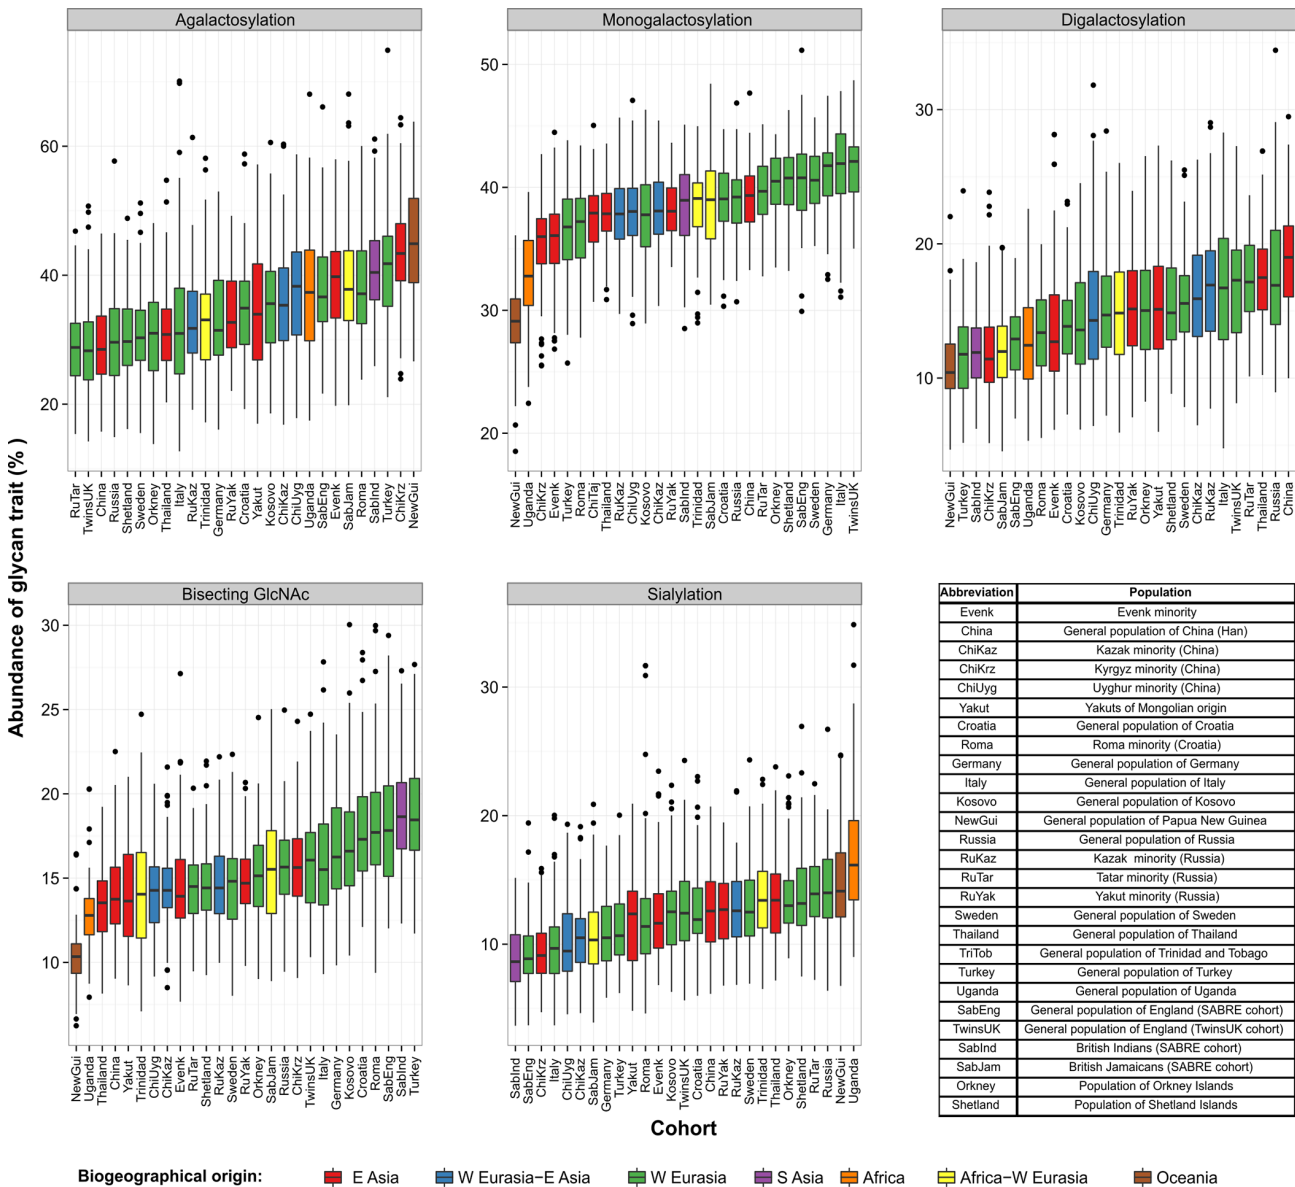 Agalactosylation
Monogalactosylation
Digalactosylation
Abundance of glycan trait (% )
60
40
20
50
40
30
20
30
20
10
RuTar TwinsUK China Russia Shetland Sweden Orkney Thailand Italy RuKaz Trinidad Germany RuYak Croatia Yakut Kosovo ChiKaz ChiUyg Uganda SabEng Evenk SabJam Roma SabInd Turkey ChiKrz NewGui
NewGui Uganda ChiKrz Evenk Turkey Roma ChiTaj Thailand RuKaz ChiUyg Kosovo ChiKaz RuYak SabInd Trinidad SabJam Croatia Russia China RuTar Orkney Shetland SabEng Sweden Germany Italy TwinsUK
NewGui Turkey SabInd ChiKrz SabJam SabEng Uganda Roma Evenk Croatia Kosovo ChiUyg Germany Trinidad RuYak Orkney Yakut Shetland Sweden ChiKaz RuKaz Italy TwinsUK RuTar Thailand Russia China
Bisecting GlcNAc
Sialylation
30
25
20
15
10
30
20
10
NewGui Uganda Thailand China Yakut Trinidad ChiUyg ChiKaz Evenk RuTar Shetland RuKaz Sweden RuYak Orkney SabJam Russia ChiKrz TwinsUK Italy Germany Kosovo Croatia Roma SabEng SabInd Turkey
SabInd SabEng ChiKrz Italy ChiUyg ChiKaz SabJam Germany Turkey Yakut Roma Evenk Kosovo TwinsUK Croatia China RuYak RuKaz Sweden Trinidad Thailand Orkney Shetland RuTar Russia NewGui Uganda
Cohort
Abbreviation Population
Evenk Evenk minority
China General population of China (Han)
ChiKaz Kazak minority (China)
ChiKrz Kyrgyz minority (China)
ChiUyg Uyghur minority (China)
Yakut Yakuts of Mongolian origin
Croatia General population of Croatia
Roma Roma minority (Croatia)
Germany General population of Germany
Italy General population of Italy
Kosovo General population of Kosovo
NewGui General population of Papua New Guinea
Russia General population of Russia
RuKaz Kazak minority (Russia)
RuTar Tatar minority (Russia)
RuYak Yakut minority (Russia)
Sweden General population of Sweden
Thailand General population of Thailand
TriTob General population of Trinidad and Tobago
Turkey General population of Turkey
Uganda General population of Uganda
SabEng General population of England (SABRE cohort)
TwinsUK General population of England (TwinsUK cohort)
SabInd British Indians (SABRE cohort)
SabJam British Jamaicans (SABRE cohort)
Orkney Population of Orkney Islands
Shetland Population of Shetland Islands
Biogeographical origin: E Asia W Eurasia−E Asia W Eurasia S Asia Africa Africa−W Eurasia Oceania